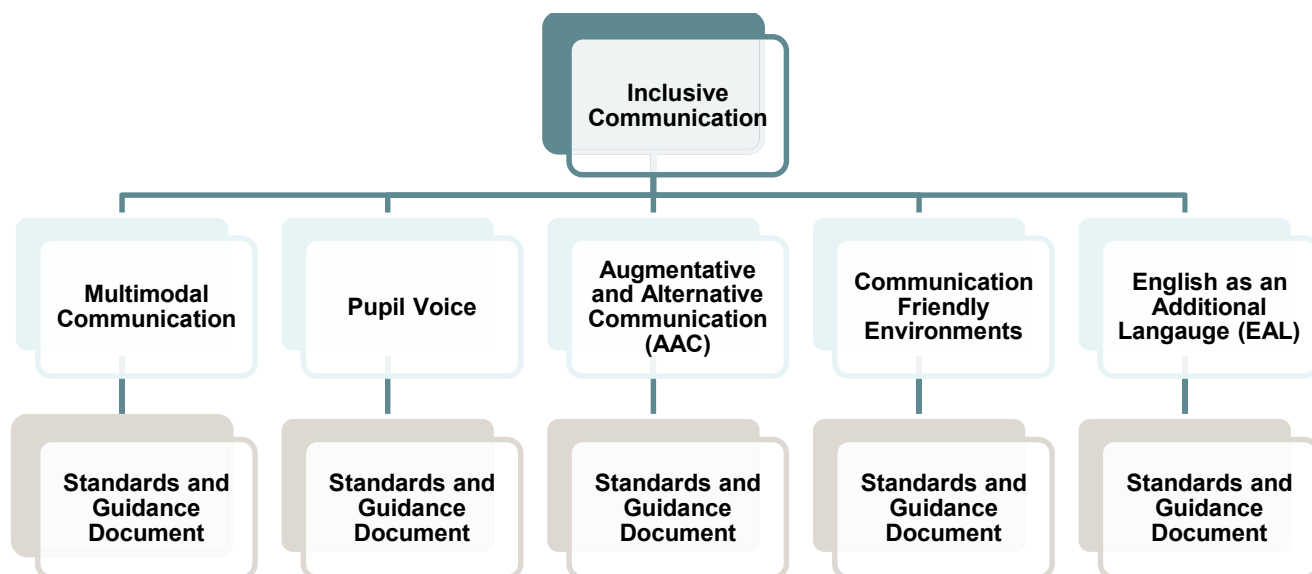 Inclusive
Communication
Multimodal
Communication
Pupil Voice
Augmentative
and Alternative
Communication
(AAC)
Communication
Friendly
Environments
English as an
Additional
Langauge (EAL)
Standards and
Guidance
Document
Standards and
Guidance
Document
Standards and
Guidance
Document
Standards and
Guidance
Document
Standards and
Guidance
Document